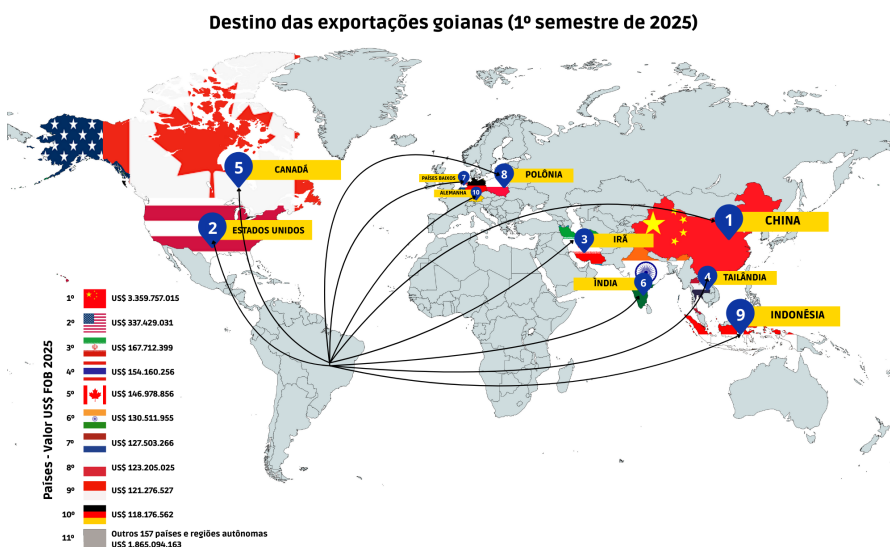 Destino das exportações goianas (1º semestre de 2025)
5 CANADÁ
2 ESTADOS UNIDOS
PAÍSES BAIXOS 7
8 POLÔNIA
ALEMANHA 10
1 CHINA
3 IRÃ
4 TAILÂNDIA
ÍNDIA 6
9 INDONÊSIA
Países - Valor US$ FOB 2025
1º US$ 3.359.757.015
2º US$ 337.429.031
3º US$ 167.712.399
4º US$ 154.160.256
5º US$ 146.978.856
6º US$ 130.511.955
7º US$ 127.503.266
8º US$ 123.205.025
9º US$ 121.276.527
10º US$ 118.176.562
11º Outros 157 países e regiões autônomas
US$ 1.865.094.163